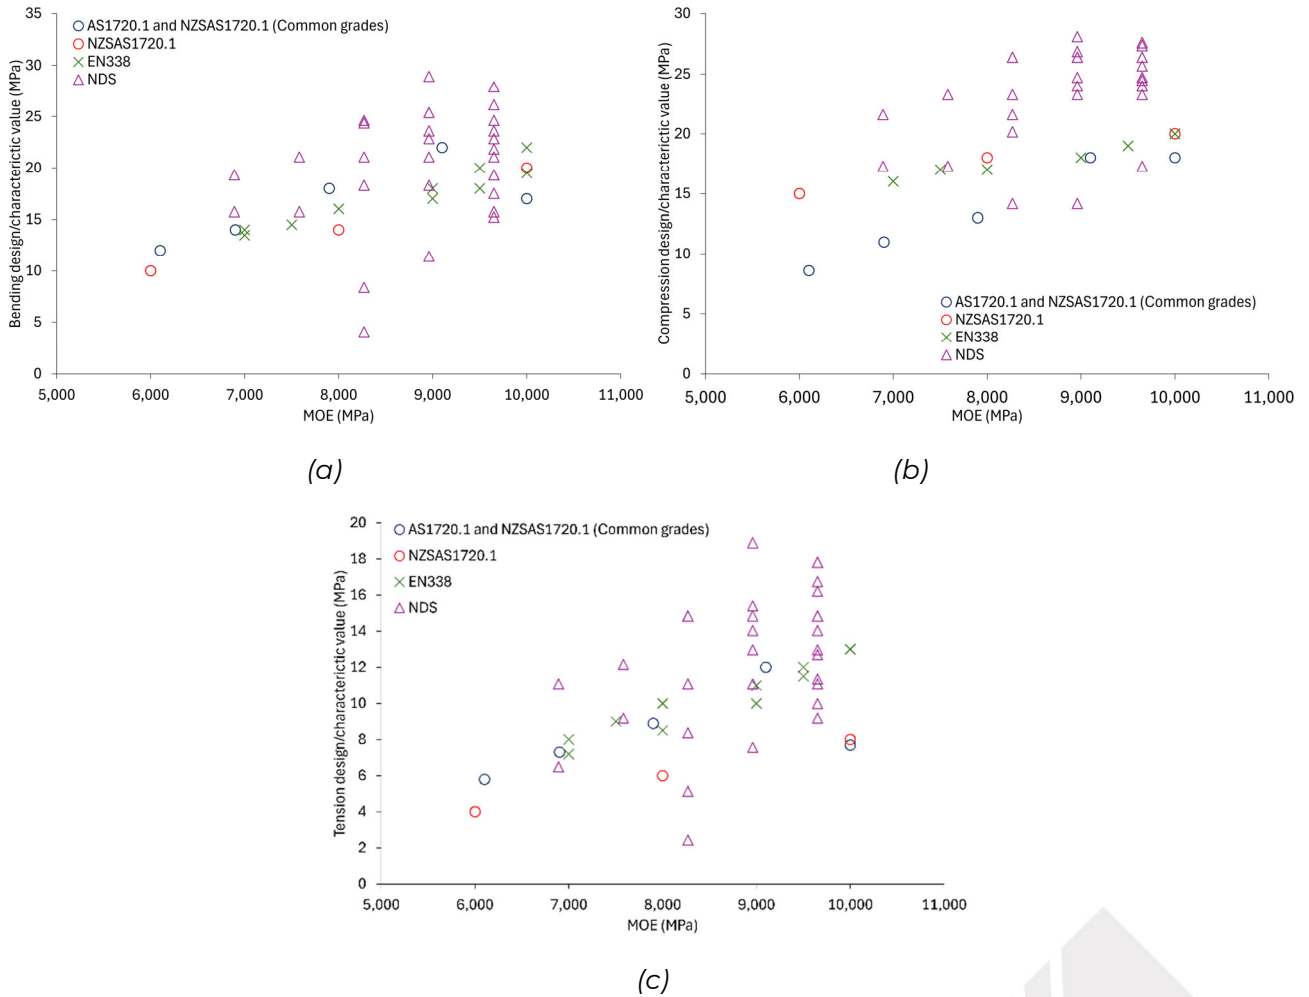 35
30
25
20
15
10
5
0
Bending design/characterictic value (MPa)
AS1720.1 and NZSAS1720.1 (Common grades)
NZSAS1720.1
EN338
NDS
5,000 6,000 7,000 8,000 9,000 10,000 11,000
MOE (MPa)
(a)
30
25
20
15
10
5
0
Compression design/characterictic value (MPa)
AS1720.1 and NZSAS1720.1 (Common grades)
NZSAS1720.1
EN338
NDS
5,000 6,000 7,000 8,000 9,000 10,000 11,000
MOE (MPa)
(b)
20
18
16
14
12
10
8
6
4
2
0
Tension design/characterictic value (MPa)
AS1720.1 and NZSAS1720.1 (Common grades)
NZSAS1720.1
EN338
NDS
5,000 6,000 7,000 8,000 9,000 10,000 11,000
MOE (MPa)
(c)